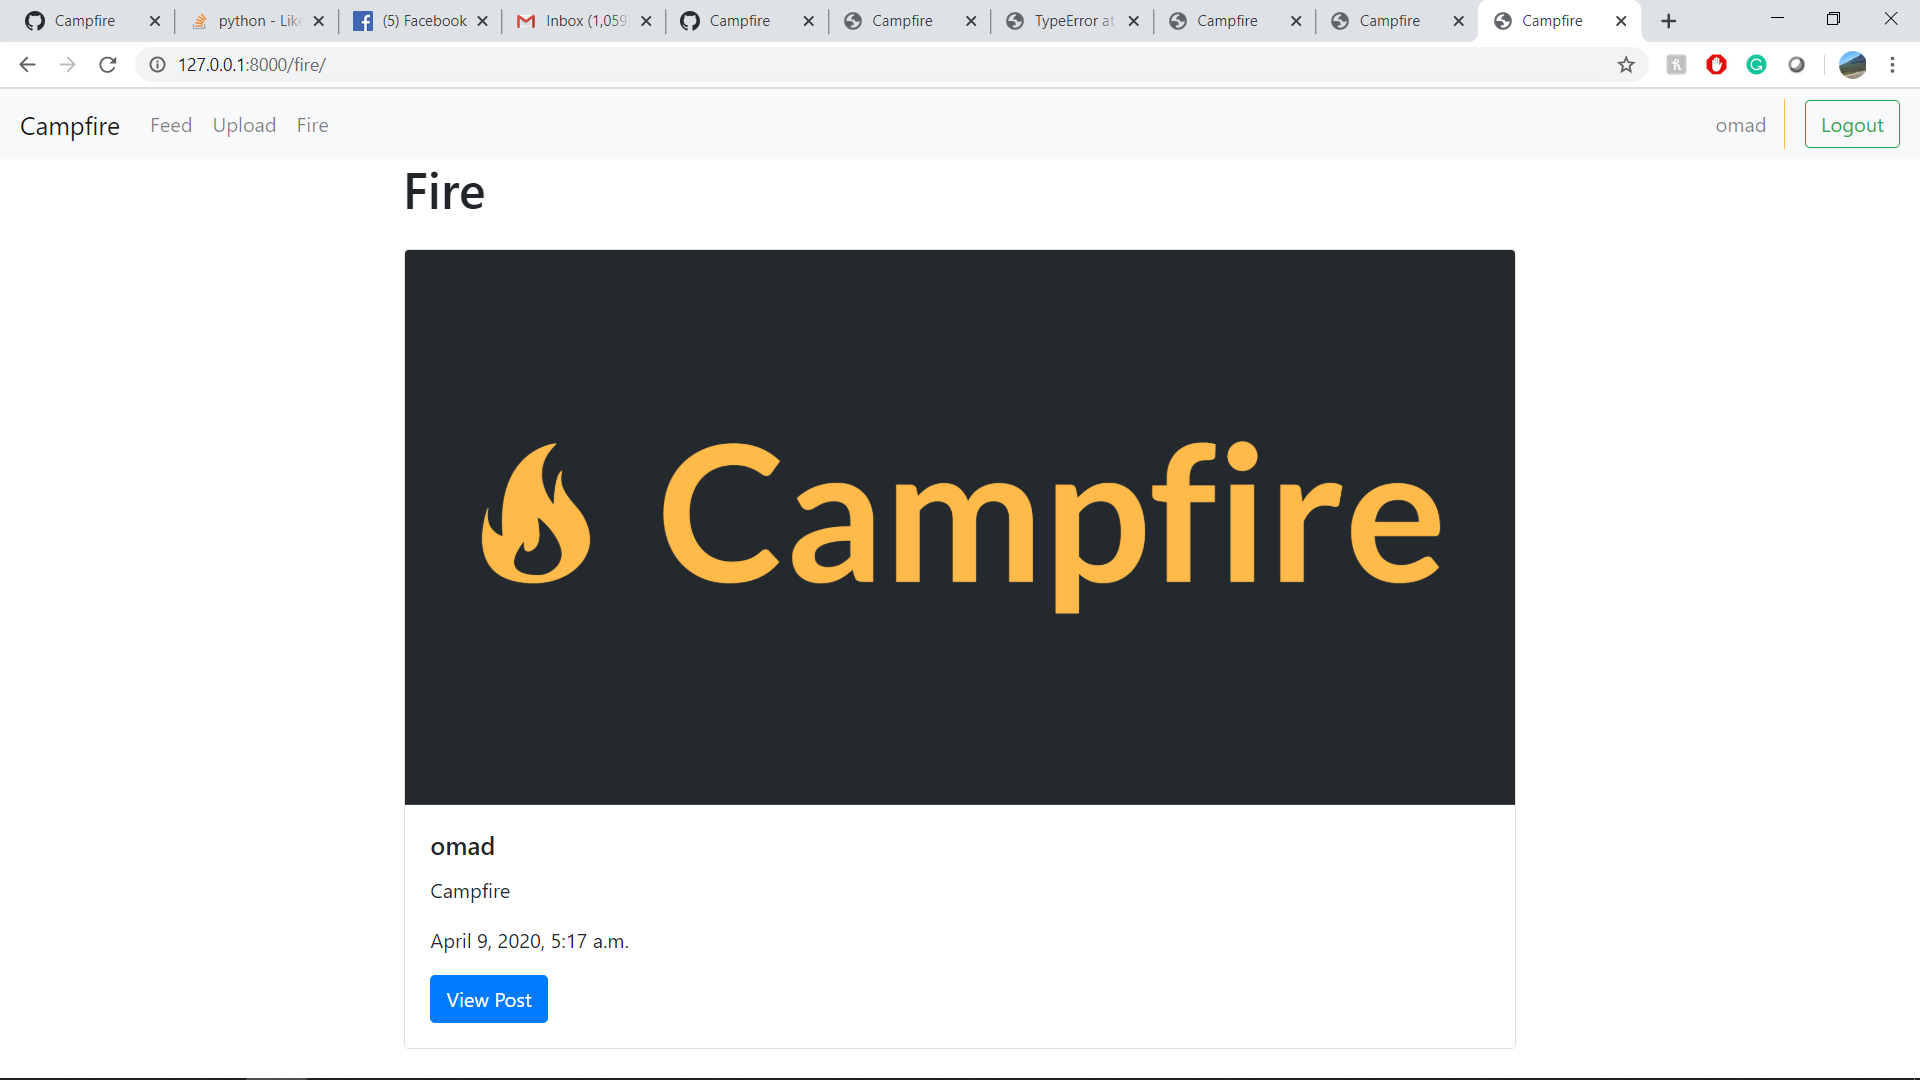 Campfire
python - Lik
(5) Facebook
Inbox (1,059
Campfire
Campfire
TypeError at
Campfire
Campfire
Campfire
127.0.0.1:8000/fire/
Campfire Feed Upload Fire omad Logout
Fire
Campfire
omad
Campfire
April 9, 2020, 5:17 a.m.
View Post